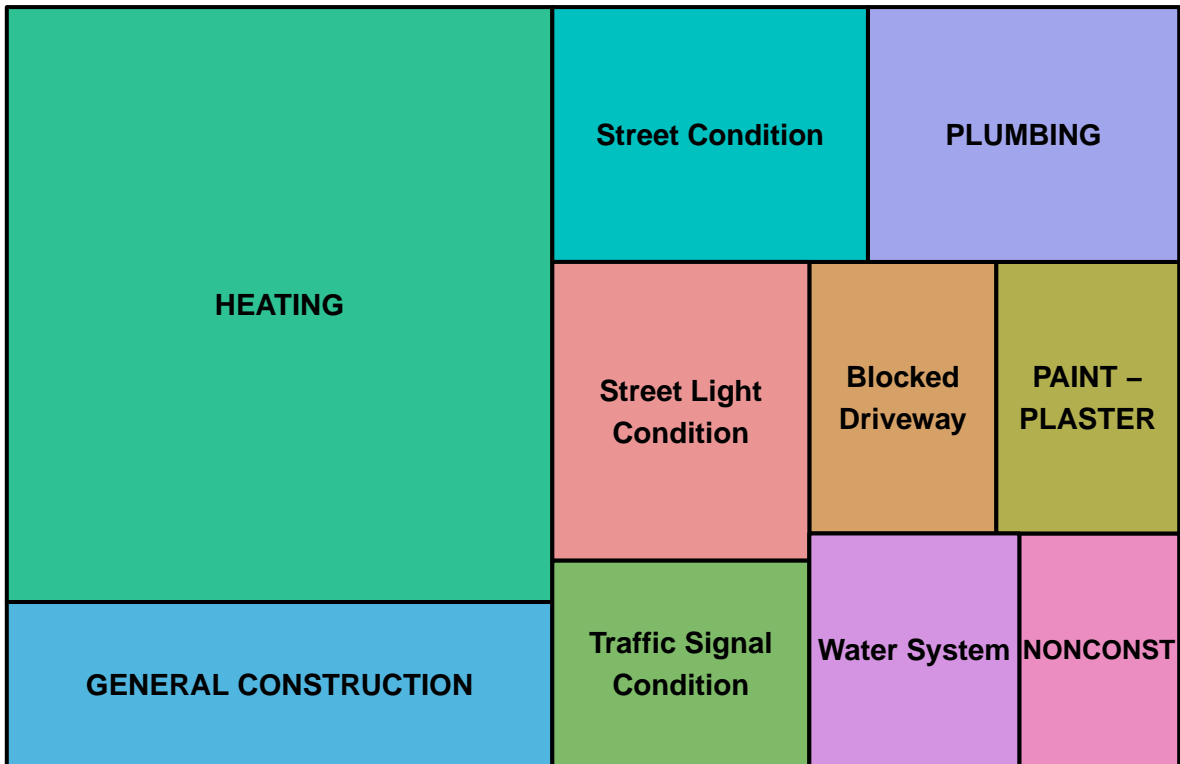 HEATING
GENERAL CONSTRUCTION
Street Condition
PLUMBING
Street Light
Condition
Blocked
Driveway
PAINT –
PLASTER
Traffic Signal
Condition
Water System
NONCONST